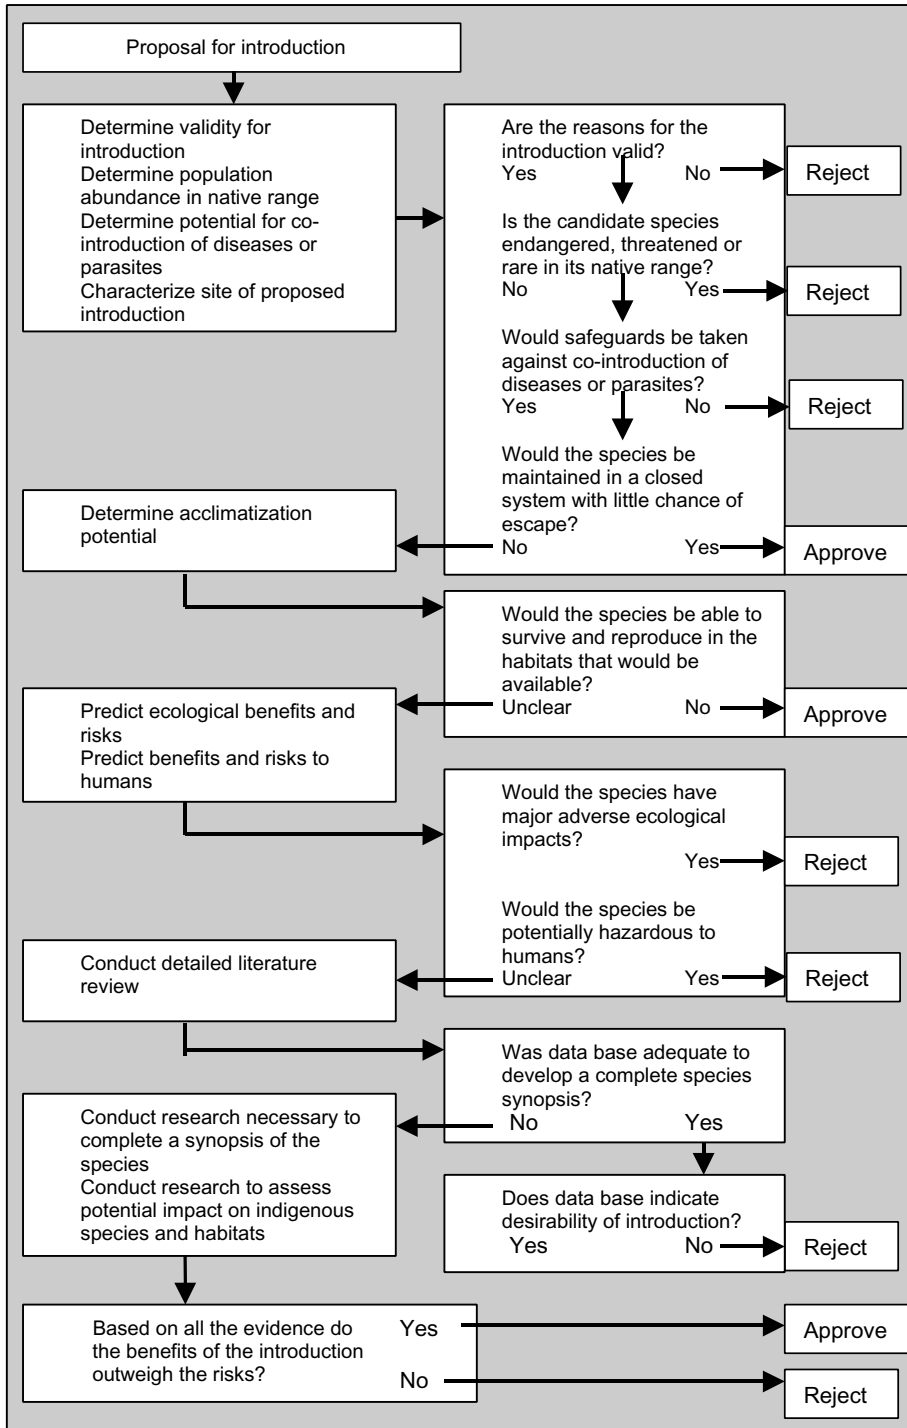 Proposal for introduction
Determine validity for
introduction
Determine population
abundance in native range
Determine potential for co-
introduction of diseases or
parasites
Characterize site of proposed
introduction
Are the reasons for the
introduction valid?
Yes No
Reject
Is the candidate species
endangered, threatened or
rare in its native range?
No Yes
Reject
Would safeguards be taken
against co-introduction of
diseases or parasites?
Yes No
Reject
Would the species be
maintained in a closed
system with little chance of
escape?
No Yes
Approve
Determine acclimatization
potential
Would the species be able to
survive and reproduce in the
habitats that would be
available?
Unclear No
Approve
Predict ecological benefits and
risks
Predict benefits and risks to
humans
Would the species have
major adverse ecological
impacts?
Yes
Reject
Would the species be
potentially hazardous to
humans?
Unclear Yes
Reject
Conduct detailed literature
review
Was data base adequate to
develop a complete species
synopsis?
No Yes
Conduct research necessary to
complete a synopsis of the
species
Conduct research to assess
potential impact on indigenous
species and habitats
Does data base indicate
desirability of introduction?
Yes No
Reject
Based on all the evidence do
the benefits of the introduction
outweigh the risks?
Yes
Approve
No
Reject